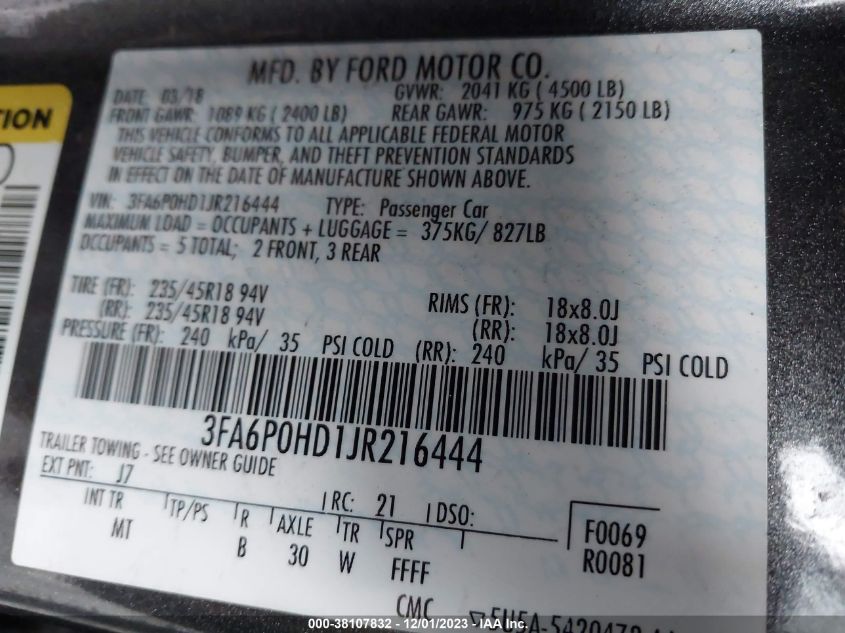 MFD. BY FORD MOTOR CO.
DATE 03/18 GVWR: 2041 KG ( 4500 LB)
FRONT GAWR: 1089 KG ( 2400 LB) REAR GAWR: 975 KG ( 2150 LB)
THIS VEHICLE CONFORMS TO ALL APPLICABLE FEDERAL MOTOR
VEHICLE SAFETY, BUMPER, AND THEFT PREVENTION STANDARDS
IN EFFECT ON THE DATE OF MANUFACTURE SHOWN ABOVE.
VIN: 3FA6P0HD1JR216444 TYPE: Passenger Car
MAXIMUM LOAD = OCCUPANTS + LUGGAGE = 375KG/ 827LB
OCCUPANTS = 5 TOTAL; 2 FRONT, 3 REAR
TIRE (FR): 235/45R18 94V RIMS (FR): 18x8.0J
(RR): 235/45R18 94V (RR): 18x8.0J
PRESSURE (FR): 240 kPa/ 35 PSI COLD (RR): 240 kPa/ 35 PSI COLD
3FA6P0HD1JR216444
TRAILER TOWING - SEE OWNER GUIDE
EXT PNT: J7 RC: 21 DSO:
INT TR TP/PS R AXLE TR SPR F0069
MT B 30 W FFFF R0081
CMC
000-38107832 - 12/01/2023 - IAA Inc.